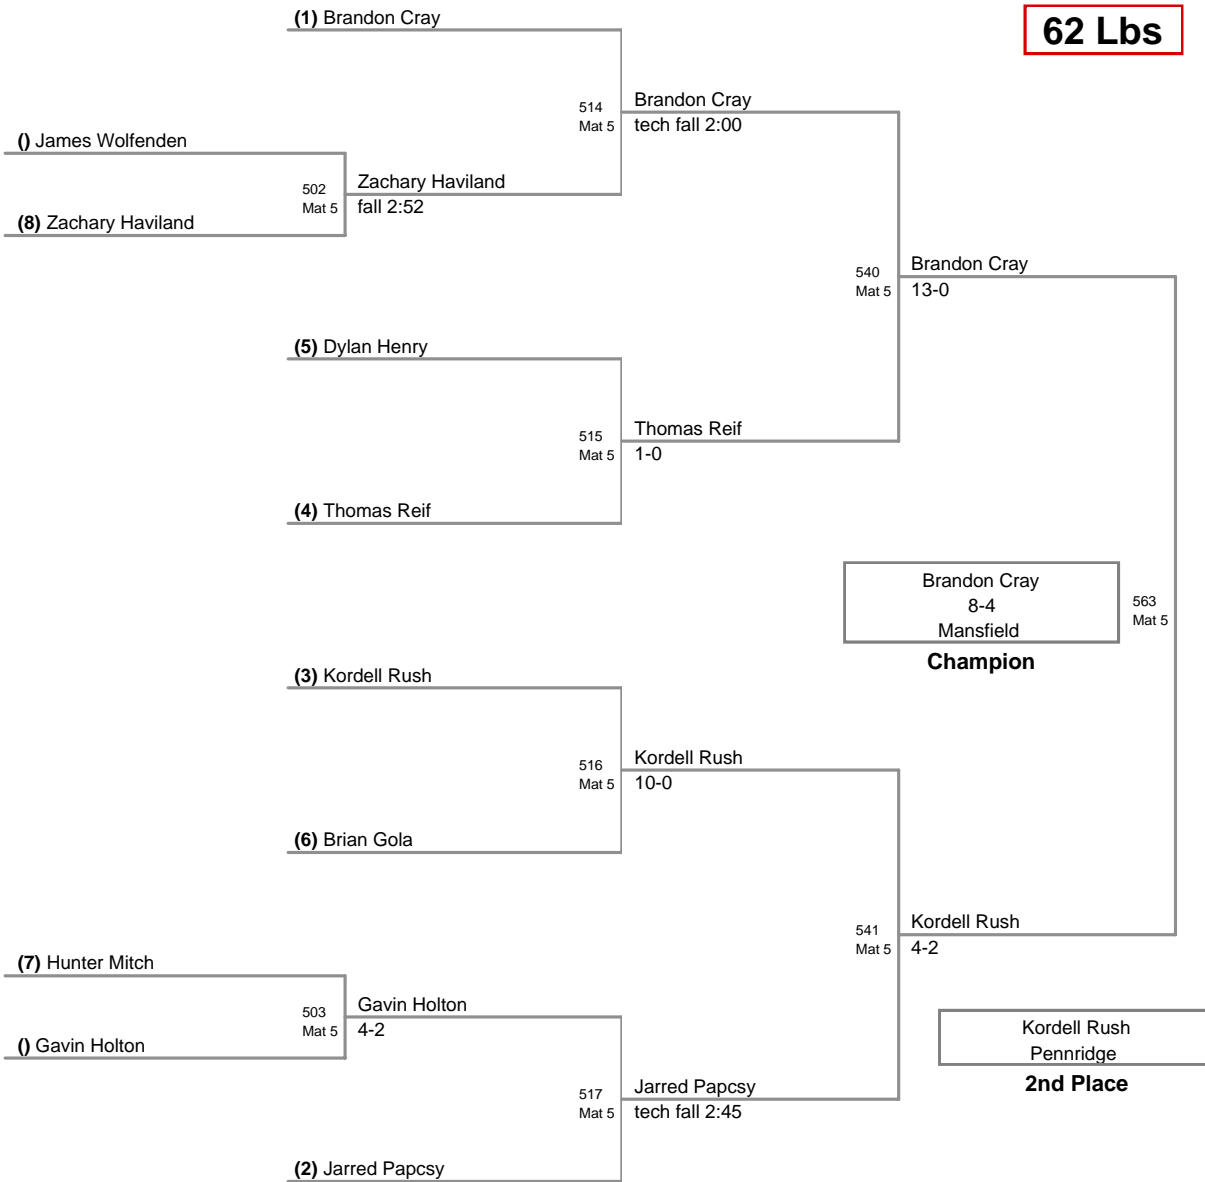 (1) Brandon Cray
62 Lbs
514
Mat 5
Brandon Cray
tech fall 2:00
() James Wolfenden
502
Mat 5
Zachary Haviland
fall 2:52
(8) Zachary Haviland
540
Mat 5
Brandon Cray
13-0
(5) Dylan Henry
515
Mat 5
Thomas Reif
1-0
(4) Thomas Reif
Brandon Cray
8-4
Mansfield
Champion
563
Mat 5
(3) Kordell Rush
516
Mat 5
Kordell Rush
10-0
(6) Brian Gola
541
Mat 5
Kordell Rush
4-2
(7) Hunter Mitch
503
Mat 5
Gavin Holton
4-2
() Gavin Holton
Kordell Rush
Pennridge
2nd Place
517
Mat 5
Jarred Papcsy
tech fall 2:45
(2) Jarred Papcsy